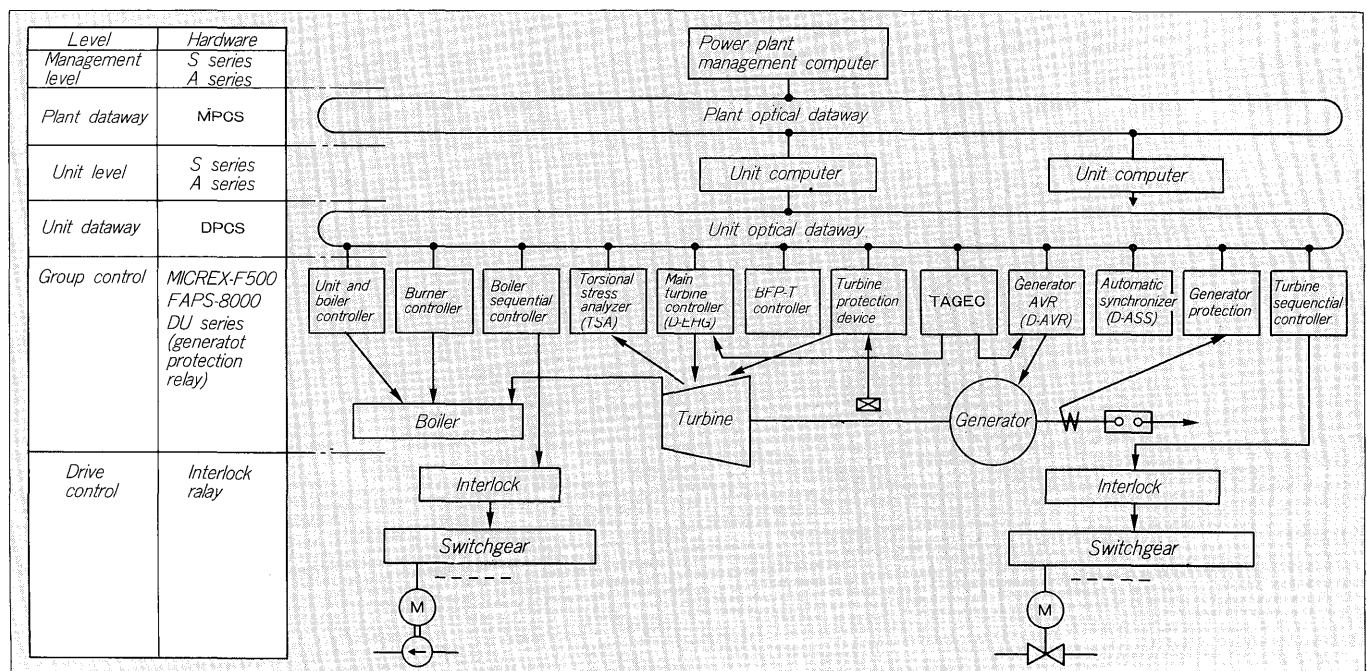 Level
Hardware
Management
level
S series
A series
Plant dataway
MPCS
Unit level
S series
A series
Unit dataway
DPCS
Group control
MICREX-F500
FAPS-8000
DU series
(generatot
protection
relay)
Drive
control
Interlock
ralay
Power plant
management computer
Plant optical dataway
Unit computer
Unit computer
Unit optical dataway
Unit and
boiler
controller
Burner
controller
Boiler
sequential
controller
Torsional
stress
analyzer
(TSA)
Main
turbine
controller
(D-EHG)
BFP-T
controller
Turbine
protection
device
TAGEC
Generator
AVR
(D-AVR)
Automatic
synchronizer
(D-ASS)
Generator
protection
Turbine
sequenctial
controller
Boiler
Turbine
Generator
Interlock
Interlock
Switchgear
Switchgear
M
M